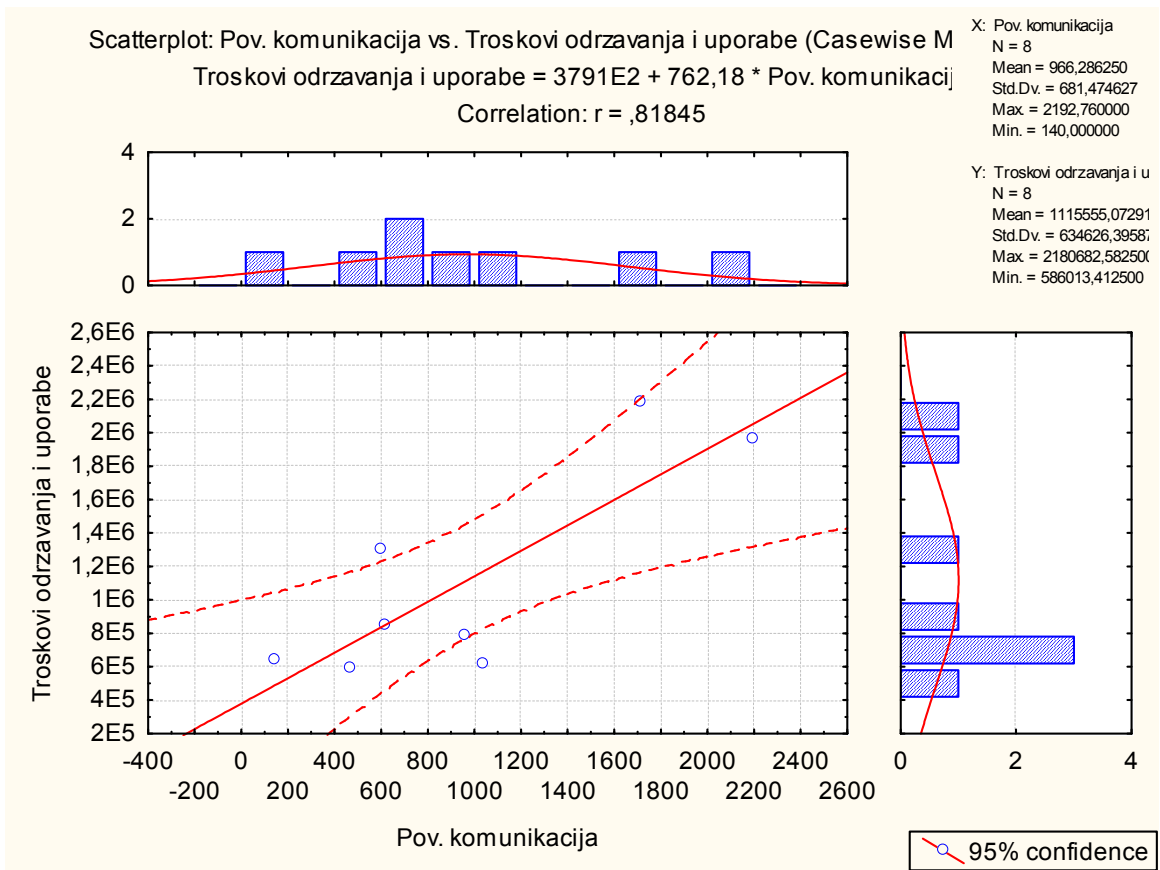 Scatterplot: Pov. komunikacija vs. Troskovi odrzavanja i uporabe (Casewise M
Troskovi odrzavanja i uporabe = 3791E2 + 762,18 * Pov. komunikacij
Correlation: r = ,81845
X: Pov. komunikacija
N = 8
Mean = 966,286250
Std.Dv. = 681,474627
Max. = 2192,760000
Min. = 140,000000
Y: Troskovi odrzavanja i u
N = 8
Mean = 1115555,07291
Std.Dv. = 634626,39587
Max. = 2180682,582500
Min. = 586013,412500
4
2
0
2,6E6
2,4E6
2,2E6
2E6
1,8E6
1,6E6
1,4E6
1,2E6
1E6
8E5
6E5
4E5
2E5
Troskovi odrzavanja i uporabe
-400 0 400 800 1200 1600 2000 2400
-200 200 600 1000 1400 1800 2200 2600
Pov. komunikacija
0 2 4
95% confidence